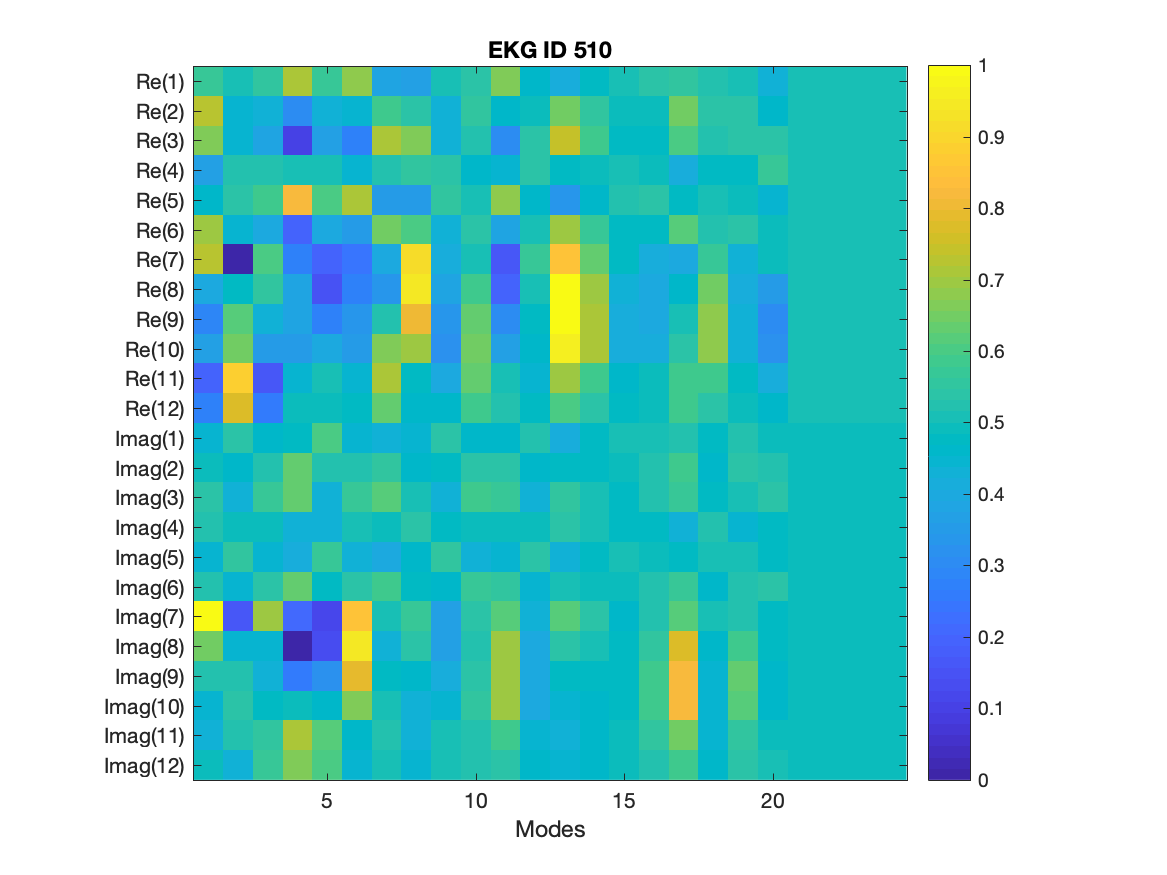 EKG ID 510
Re(1)
Re(2)
Re(3)
Re(4)
Re(5)
Re(6)
Re(7)
Re(8)
Re(9)
Re(10)
Re(11)
Re(12)
Imag(1)
Imag(2)
Imag(3)
Imag(4)
Imag(5)
Imag(6)
Imag(7)
Imag(8)
Imag(9)
Imag(10)
Imag(11)
Imag(12)
5 10 15 20
Modes
1
0.9
0.8
0.7
0.6
0.5
0.4
0.3
0.2
0.1
0